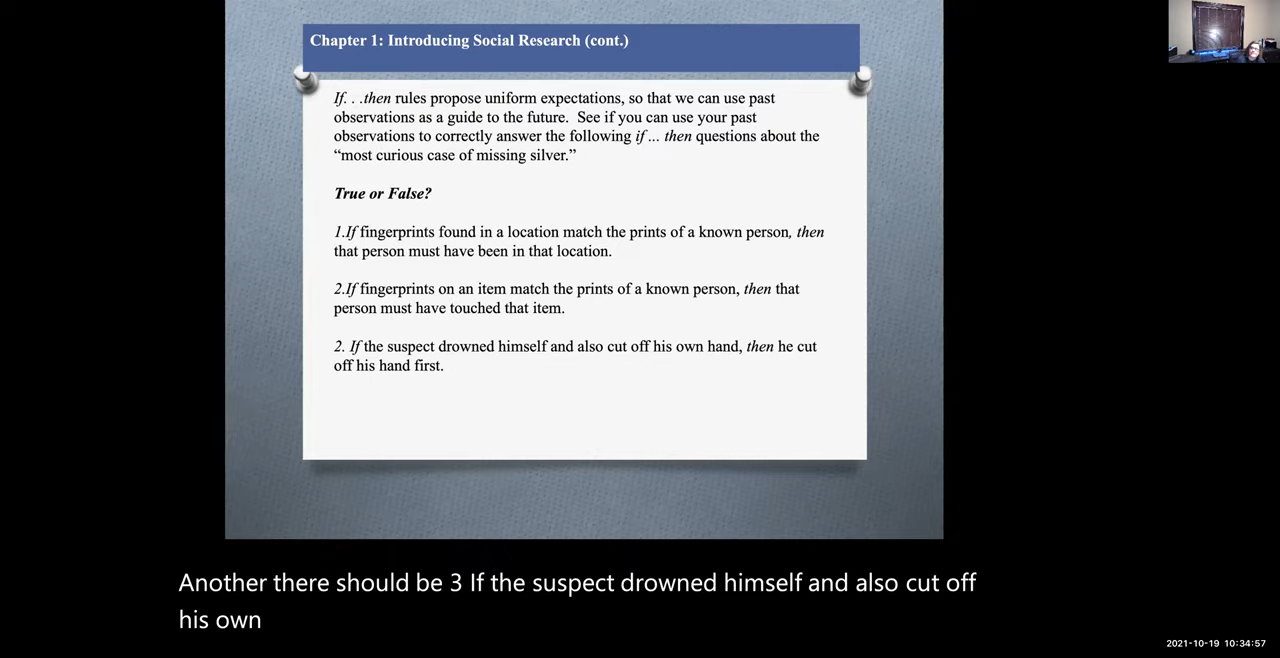 Chapter 1: Introducing Social Research (cont.)
If. . .then rules propose uniform expectations, so that we can use past
observations as a guide to the future.  See if you can use your past
observations to correctly answer the following if ... then questions about the
“most curious case of missing silver.”
True or False?
1.If fingerprints found in a location match the prints of a known person, then
that person must have been in that location.
2.If fingerprints on an item match the prints of a known person, then that
person must have touched that item.
2. If the suspect drowned himself and also cut off his own hand, then he cut
off his hand first.
Another there should be 3 If the suspect drowned himself and also cut off
his own
2021-10-19 10:34:57